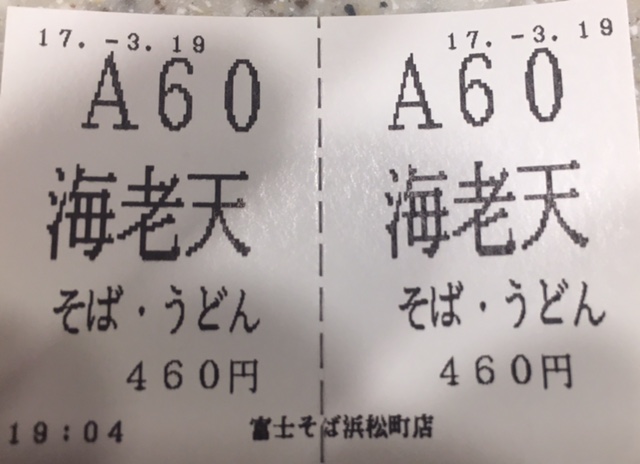 17. -3. 19
A60
海老天
そば・うどん
460円
17. -3. 19
A60
海老天
そば・うどん
460円
19:04
富士そば浜松町店